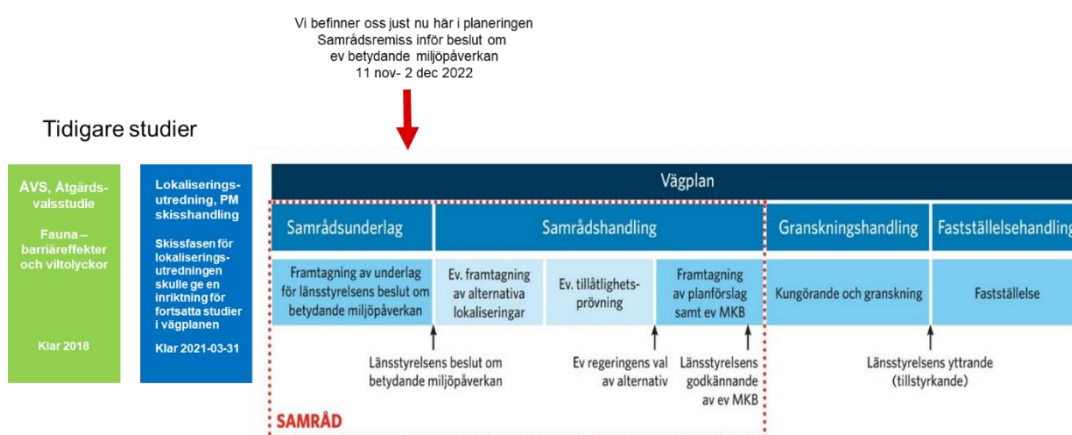 Vi befinner oss just nu här i planeringen
Samrådsremiss inför beslut om
ev betydande miljöpåverkan
11 nov- 2 dec 2022
Tidigare studier
ÅVS, Åtgärds-
valsstudie
Fauna –
barriäreffekter
och viltolyckor
Klar 2018
Lokaliserings-
utredning, PM
skisshandling
Skissfasen för
lokaliserings-
utredningen
skulle ge en
inriktning för
fortsatta studier
i vägplanen
Klar 2021-03-31
Vägplan
Samrådsunderlag
Samrådshandling
Granskningshandling
Fastställelsehandling
Framtagning av underlag
för länsstyrelsens beslut om
betydande miljöpåverkan
Ev. framtagning
av alternativa
lokaliseringar
Ev. tillåtlighets-
prövning
Framtagning
av planförslag
samt ev MKB
Kungörande och granskning
Fastställelse
Länsstyrelsens beslut om
betydande miljöpåverkan
Ev regeringens val
av alternativ
Länsstyrelsens
godkännande
av ev MKB
Länsstyrelsens yttrande
(tillstyrkande)
SAMRÅD